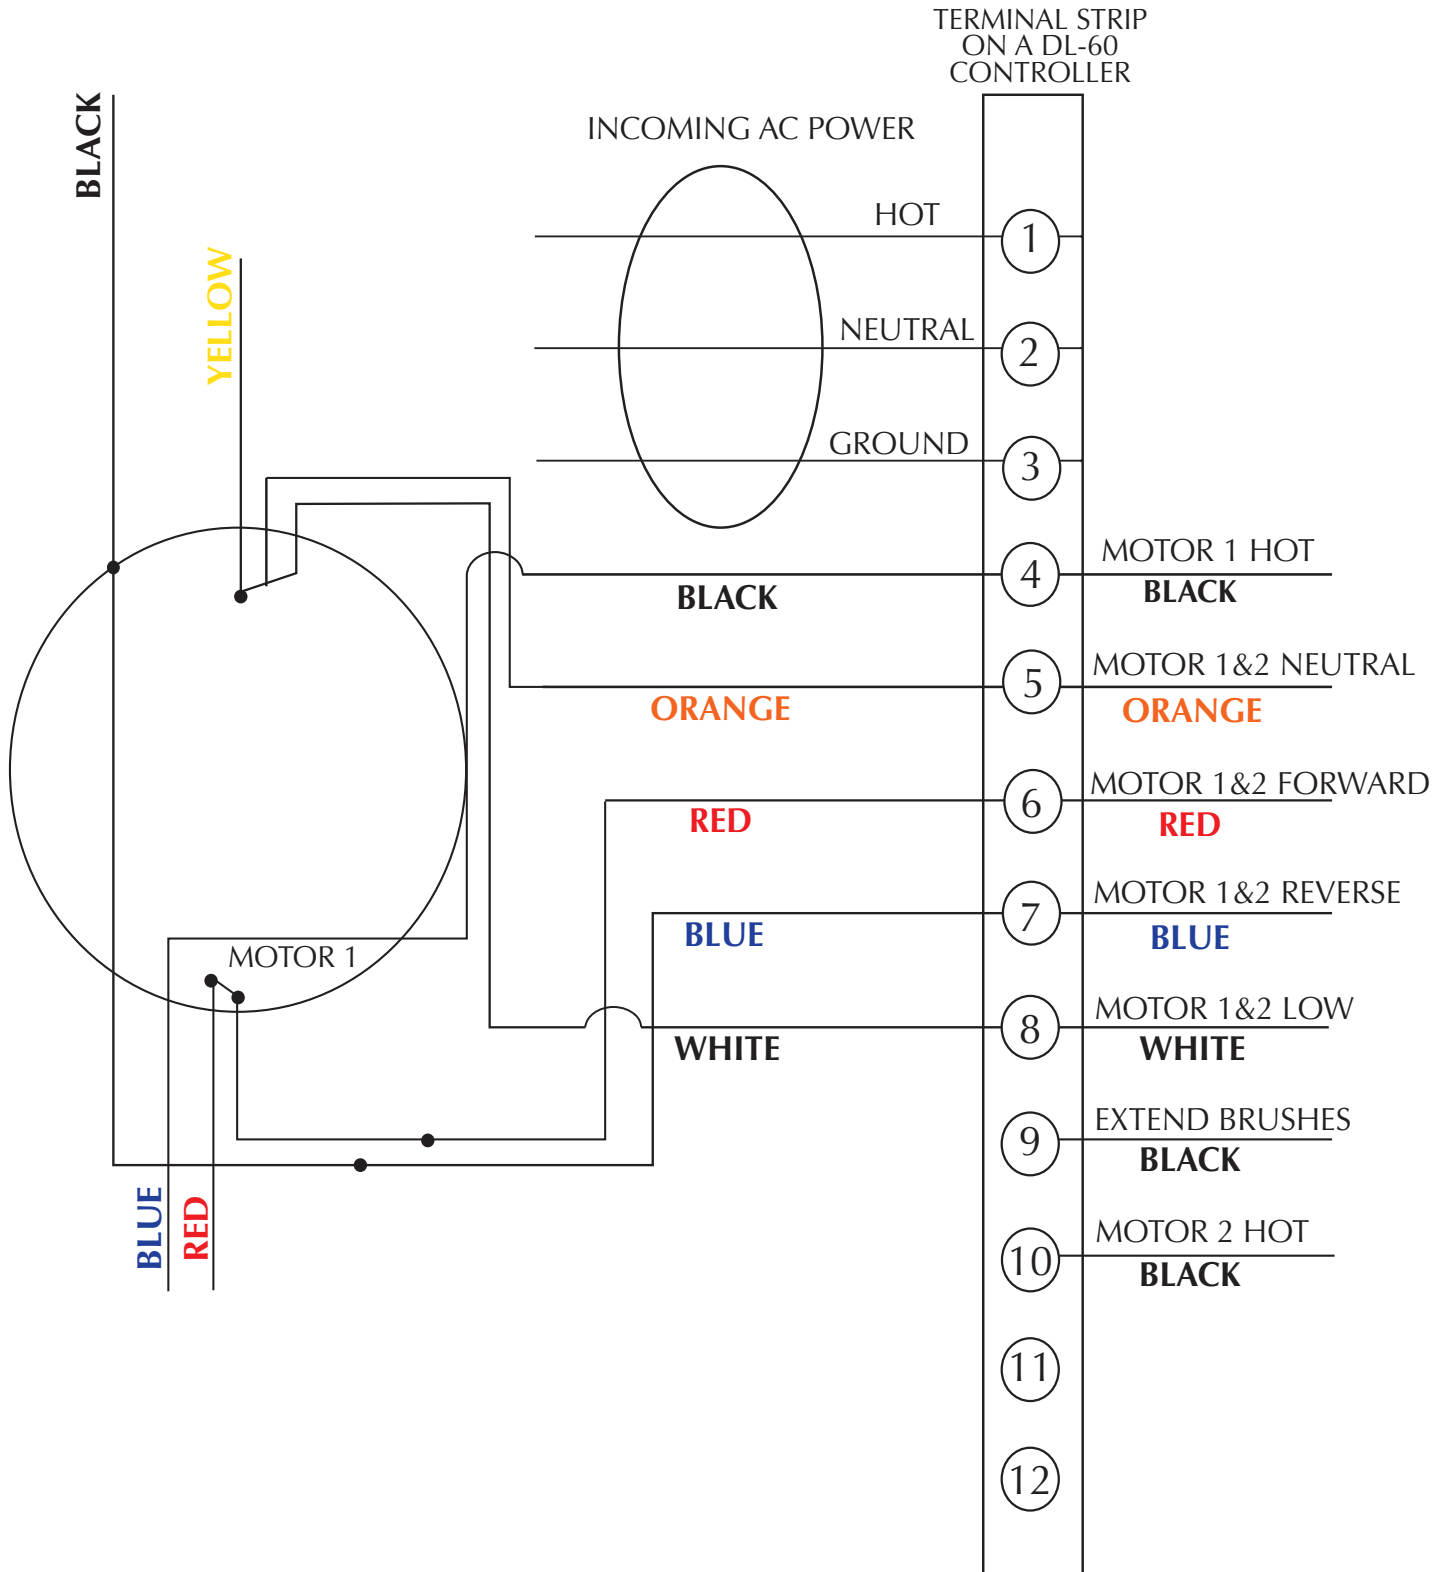 TERMINAL STRIP
ON A DL-60
CONTROLLER
BLACK
INCOMING AC POWER
HOT
1
YELLOW
NEUTRAL
2
GROUND
3
4
MOTOR 1 HOT
BLACK
BLACK
5
MOTOR 1&2 NEUTRAL
ORANGE
ORANGE
6
MOTOR 1&2 FORWARD
RED
RED
7
MOTOR 1&2 REVERSE
BLUE
BLUE
MOTOR 1
8
MOTOR 1&2 LOW
WHITE
WHITE
9
EXTEND BRUSHES
BLACK
BLUE
RED
10
MOTOR 2 HOT
BLACK
11
12